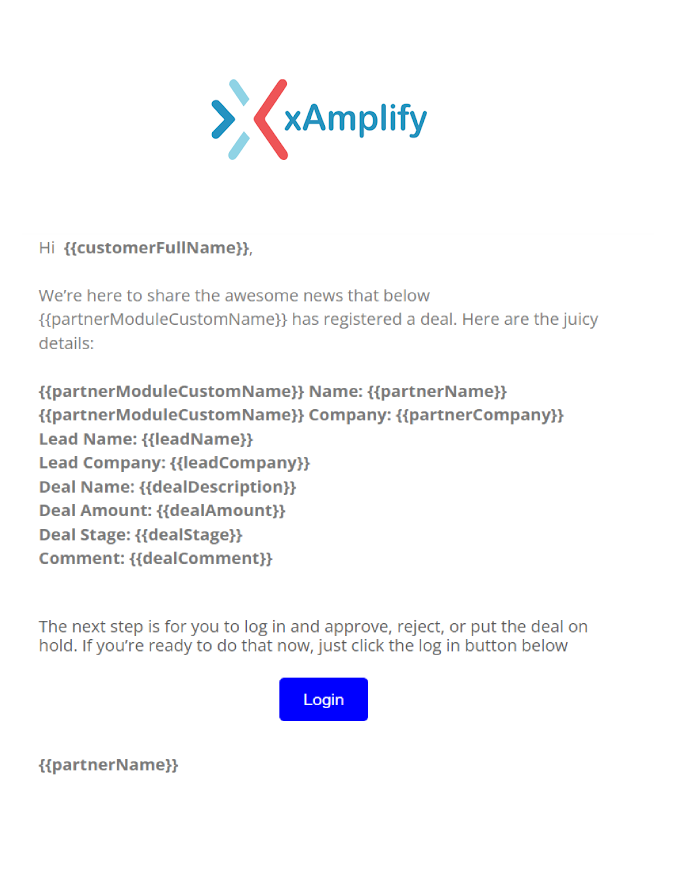 xAmplify
Hi  {{customerFullName}},
We're here to share the awesome news that below
{{partnerModuleCustomName}} has registered a deal. Here are the juicy
details:
{{partnerModuleCustomName}} Name: {{partnerName}}
{{partnerModuleCustomName}} Company: {{partnerCompany}}
Lead Name: {{leadName}}
Lead Company: {{leadCompany}}
Deal Name: {{dealDescription}}
Deal Amount: {{dealAmount}}
Deal Stage: {{dealStage}}
Comment: {{dealComment}}
The next step is for you to log in and approve, reject, or put the deal on
hold. If you're ready to do that now, just click the log in button below
Login
{{partnerName}}